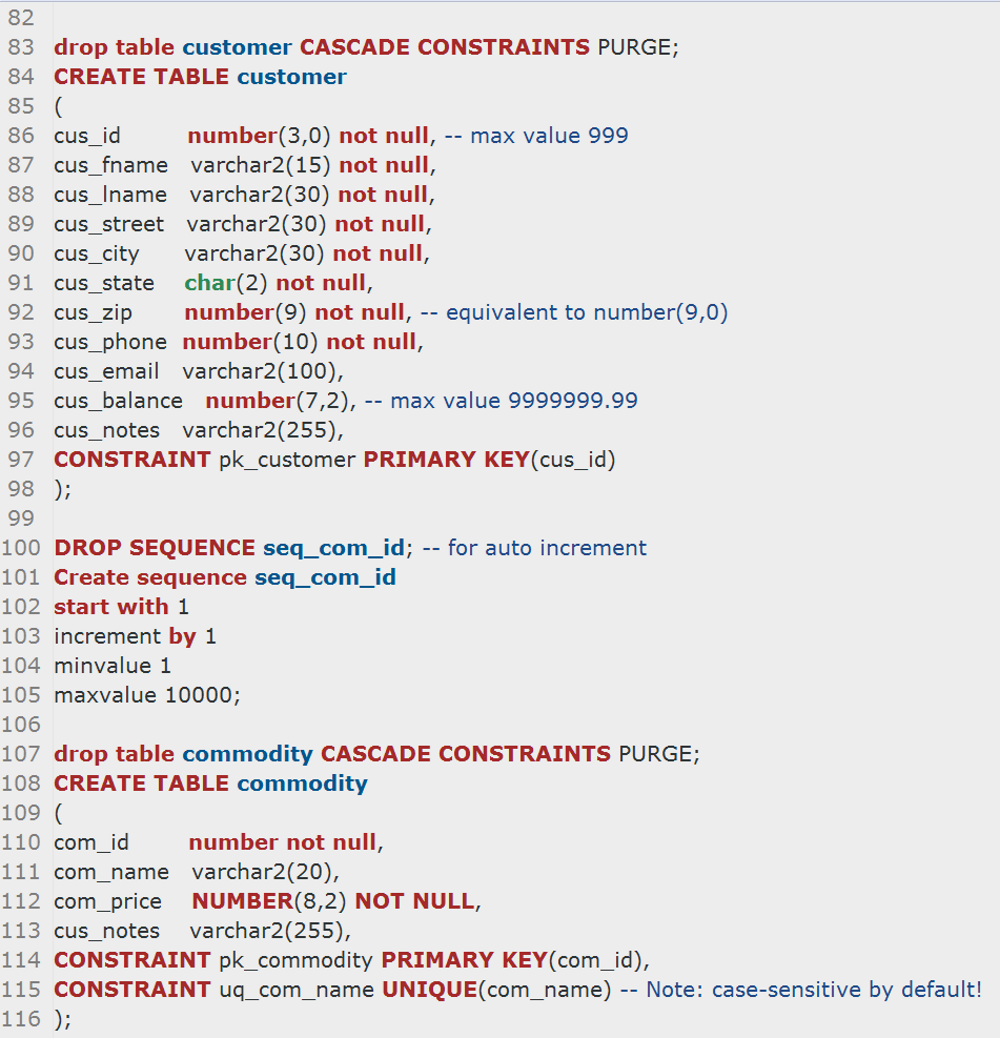 82
83 drop table customer CASCADE CONSTRAINTS PURGE;
84 CREATE TABLE customer
85 (
86 cus_id number(3,0) not null, -- max value 999
87 cus_fname varchar2(15) not null,
88 cus_lname varchar2(30) not null,
89 cus_street varchar2(30) not null,
90 cus_city varchar2(30) not null,
91 cus_state char(2) not null,
92 cus_zip number(9) not null, -- equivalent to number(9,0)
93 cus_phone number(10) not null,
94 cus_email varchar2(100),
95 cus_balance number(7,2), -- max value 9999999.99
96 cus_notes varchar2(255),
97 CONSTRAINT pk_customer PRIMARY KEY(cus_id)
98 );
99
100 DROP SEQUENCE seq_com_id; -- for auto increment
101 Create sequence seq_com_id
102 start with 1
103 increment by 1
104 minvalue 1
105 maxvalue 10000;
106
107 drop table commodity CASCADE CONSTRAINTS PURGE;
108 CREATE TABLE commodity
109 (
110 com_id number not null,
111 com_name varchar2(20),
112 com_price NUMBER(8,2) NOT NULL,
113 cus_notes varchar2(255),
114 CONSTRAINT pk_commodity PRIMARY KEY(com_id),
115 CONSTRAINT uq_com_name UNIQUE(com_name) -- Note: case-sensitive by default!
116 );